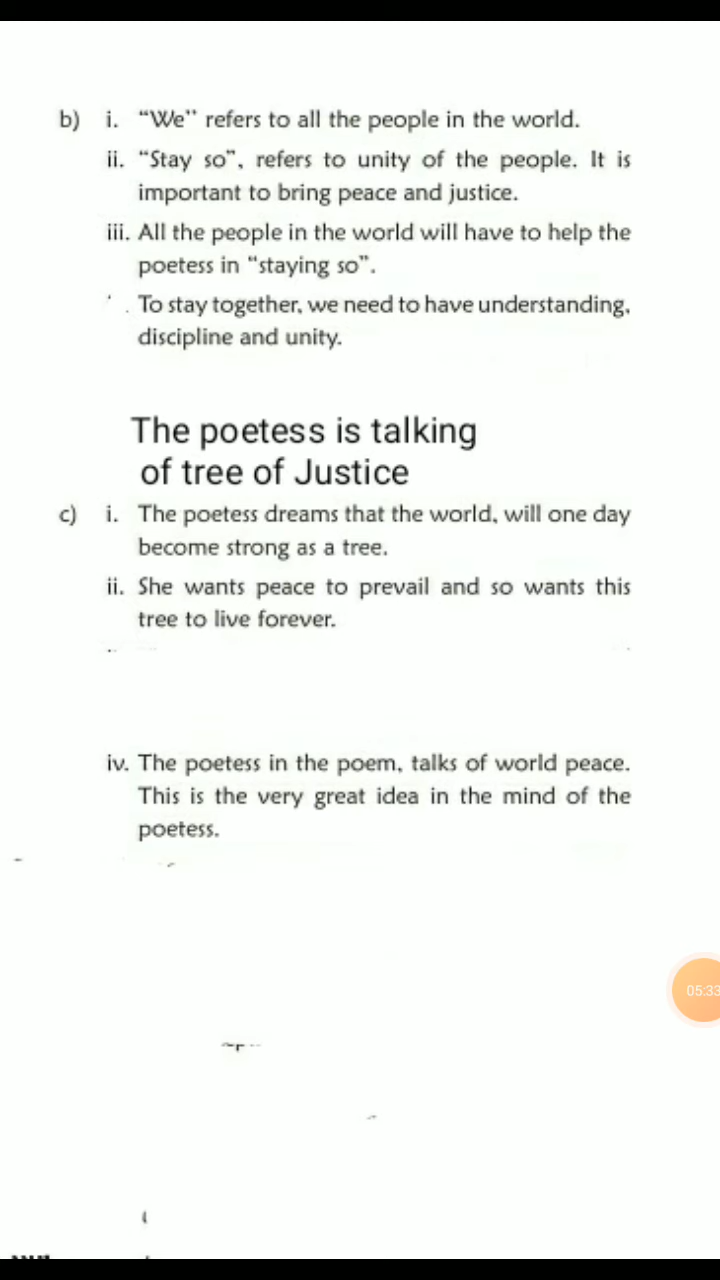 b) i. “We” refers to all the people in the world.
ii. “Stay so”, refers to unity of the people. It is
important to bring peace and justice.
iii. All the people in the world will have to help the
poetess in “staying so”.
To stay together, we need to have understanding,
discipline and unity.
The poetess is talking
of tree of Justice
c) i. The poetess dreams that the world, will one day
become strong as a tree.
ii. She wants peace to prevail and so wants this
tree to live forever.
iv. The poetess in the poem, talks of world peace.
This is the very great idea in the mind of the
poetess.
05:33